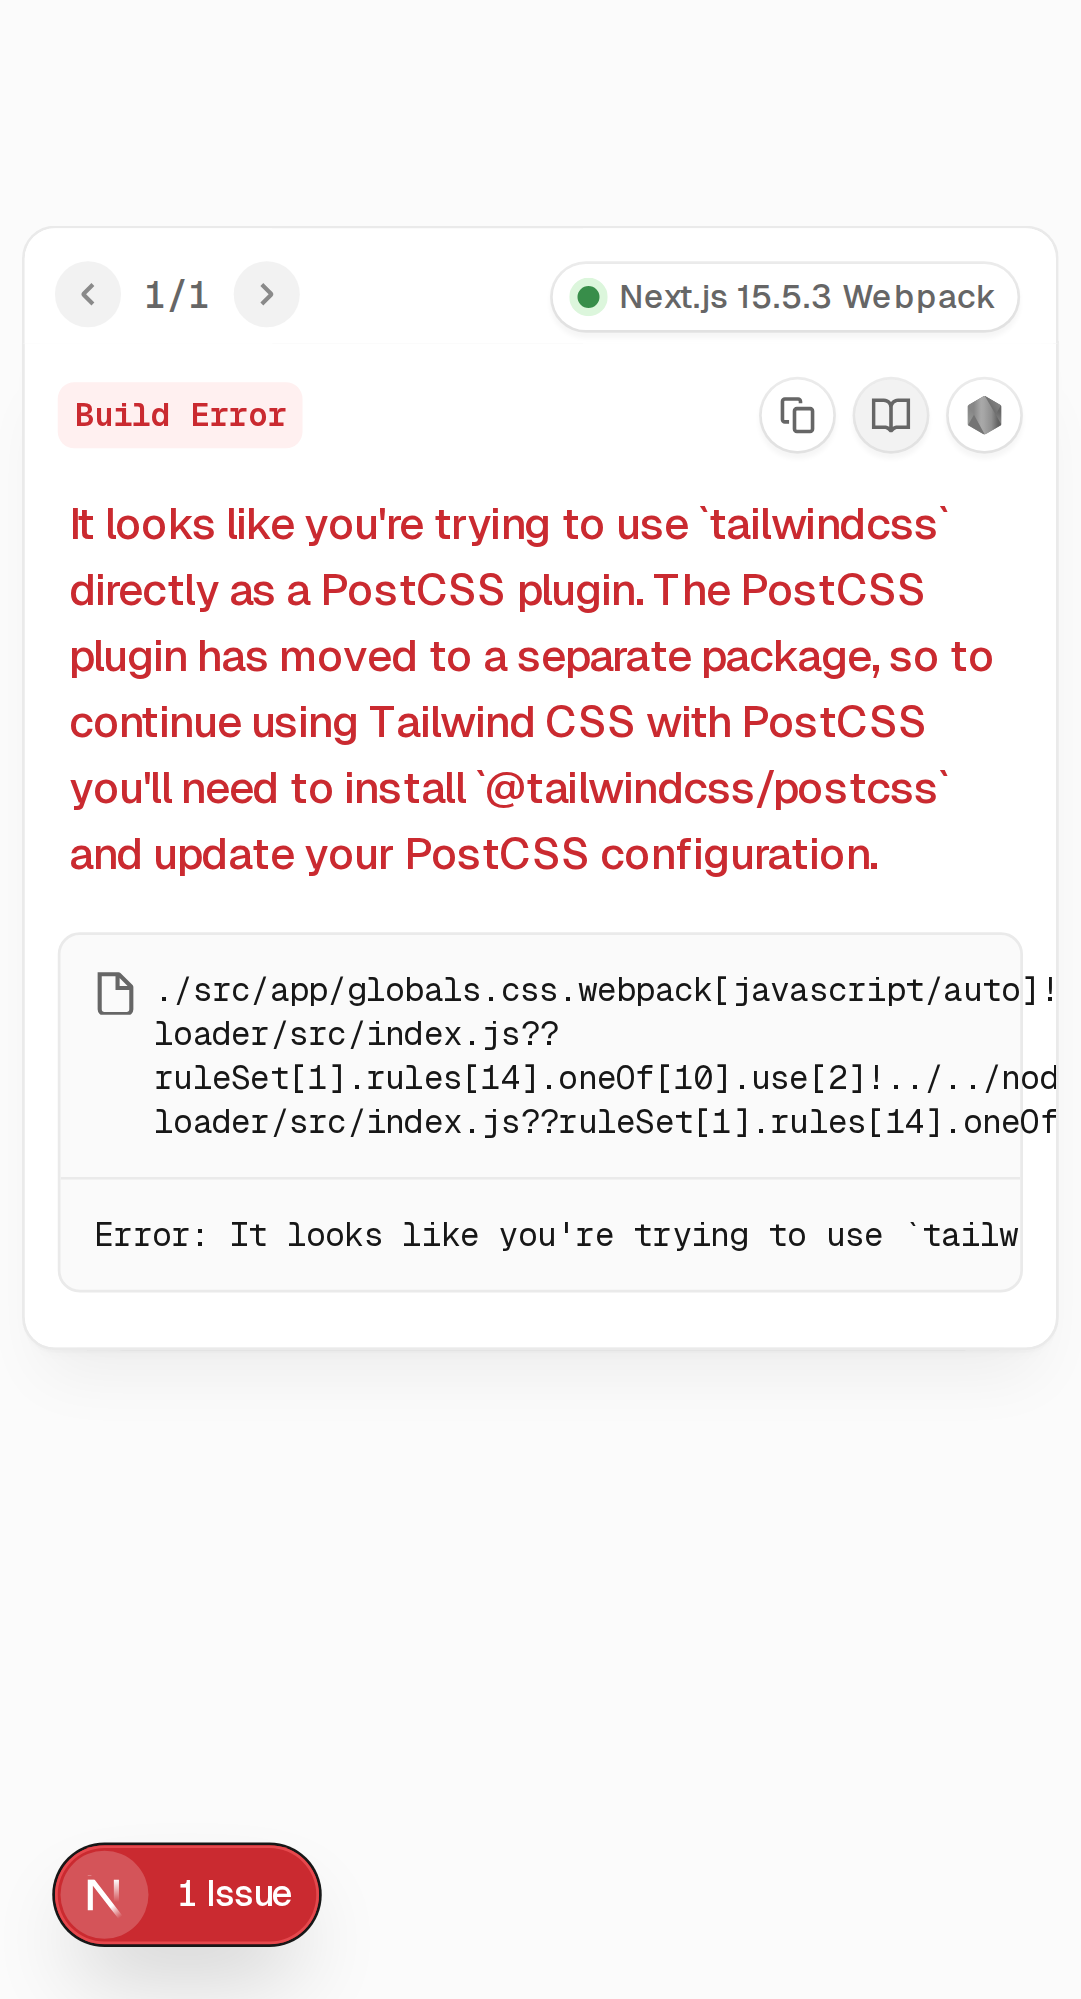 1/1
Next.js 15.5.3 Webpack
Build Error
It looks like you're trying to use `tailwindcss`
directly as a PostCSS plugin. The PostCSS
plugin has moved to a separate package, so to
continue using Tailwind CSS with PostCSS
you'll need to install `@tailwindcss/postcss`
and update your PostCSS configuration.
./src/app/globals.css.webpack[javascript/auto]!
loader/src/index.js??
ruleSet[1].rules[14].oneOf[10].use[2]!../../nod
loader/src/index.js??ruleSet[1].rules[14].oneOf
Error: It looks like you're trying to use `tailw
N
1 Issue